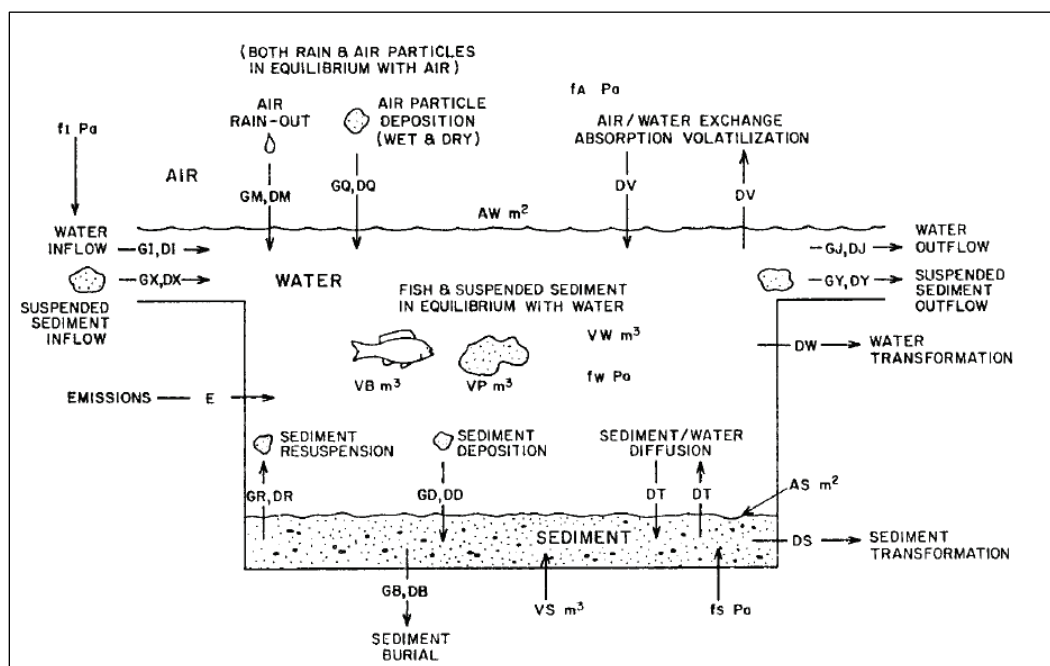 (BOTH RAIN & AIR PARTICLES
IN EQUILIBRIUM WITH AIR)
fA Pa
fI Pa
AIR
RAIN-OUT
AIR PARTICLE
DEPOSITION
(WET & DRY)
AIR/WATER EXCHANGE
ABSORPTION VOLATILIZATION
AIR
GM,DM
GQ,DQ
DV
DV
AW m²
WATER
INFLOW
GI,DI
GJ,DJ
WATER
OUTFLOW
GX,DX
WATER
GY,DY
SUSPENDED
SEDIMENT
OUTFLOW
SUSPENDED
SEDIMENT
INFLOW
FISH & SUSPENDED SEDIMENT
IN EQUILIBRIUM WITH WATER
VW m³
DW
WATER
TRANSFORMATION
VB m³
VP m³
fW Pa
EMISSIONS
E
SEDIMENT
RESUSPENSION
SEDIMENT
DEPOSITION
SEDIMENT/WATER
DIFFUSION
AS m²
GR,DR
GD,DD
DT
DT
SEDIMENT
DS
SEDIMENT
TRANSFORMATION
GB,DB
VS m³
fS Pa
SEDIMENT
BURIAL